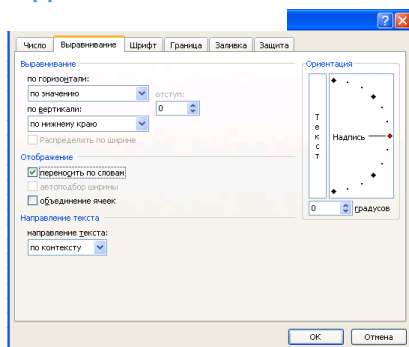 Число Выравнивание Шрифт Граница Заливка Защита
Выравнивание
по горизонтали:
по значению
отступ:
по вертикали:
0
по нижнему краю
Распределять по ширине
Отображение
переносить по словам
автоподбор ширины
объединение ячеек
Направление текста
направление текста:
по контексту
Ориентация
Текст
Надпись
0 градусов
ОК Отмена